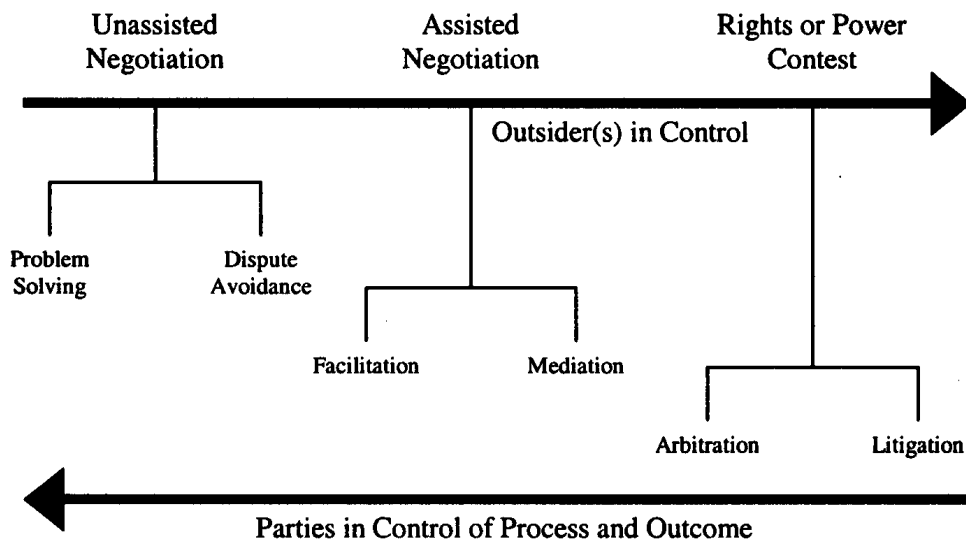 Unassisted
Negotiation
Assisted
Negotiation
Rights or Power
Contest
Outsider(s) in Control
Problem
Solving
Dispute
Avoidance
Facilitation
Mediation
Arbitration
Litigation
Parties in Control of Process and Outcome